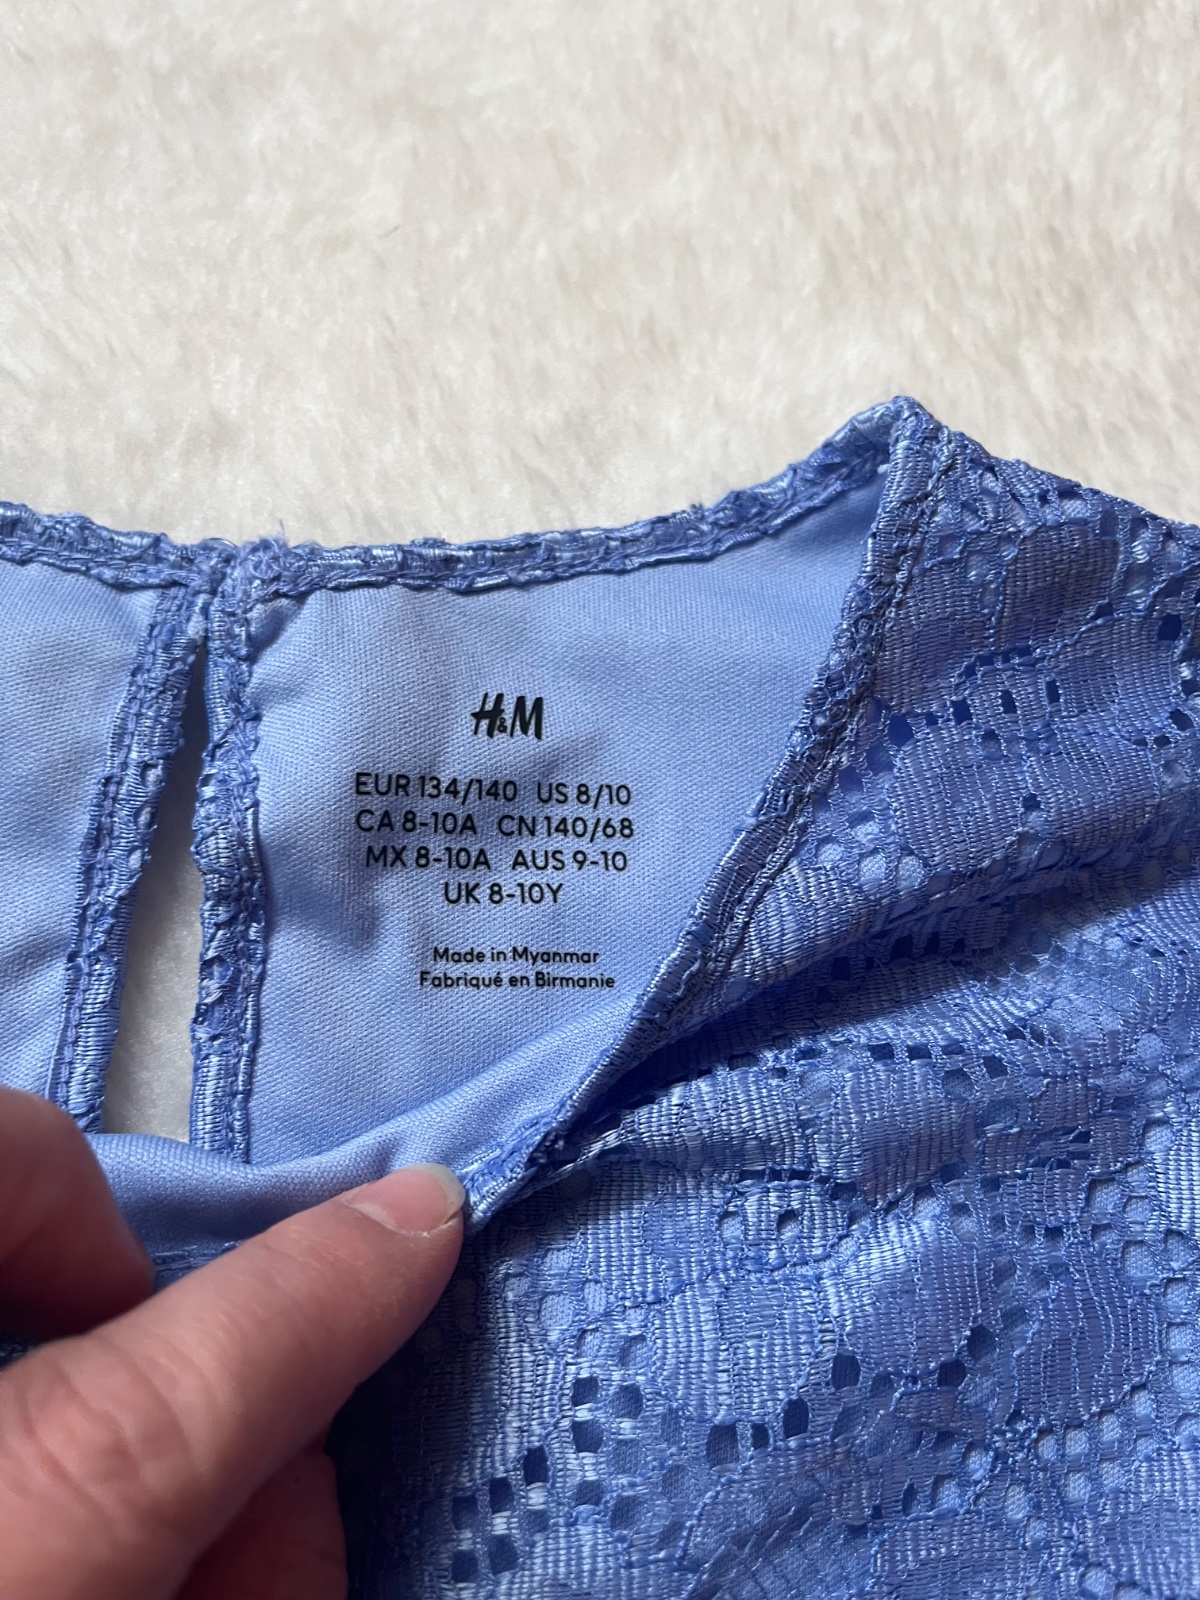 H&M
EUR 134/140 US 8/10
CA 8-10A CN 140/68
MX 8-10A AUS 9-10
UK 8-10Y
Made in Myanmar
Fabriqué en Birmanie